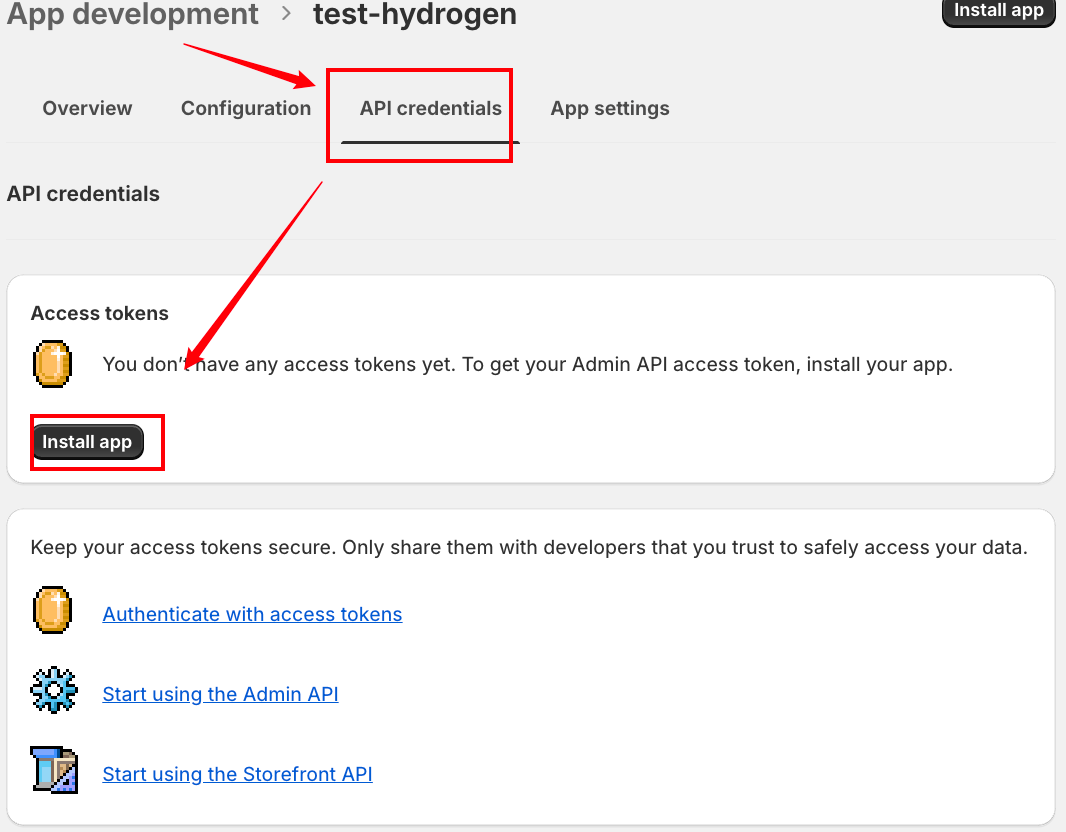 App development > test-hydrogen
Install app
Overview
Configuration
API credentials
App settings
API credentials
Access tokens
You don’t have any access tokens yet. To get your Admin API access token, install your app.
Install app
Keep your access tokens secure. Only share them with developers that you trust to safely access your data.
Authenticate with access tokens
Start using the Admin API
Start using the Storefront API